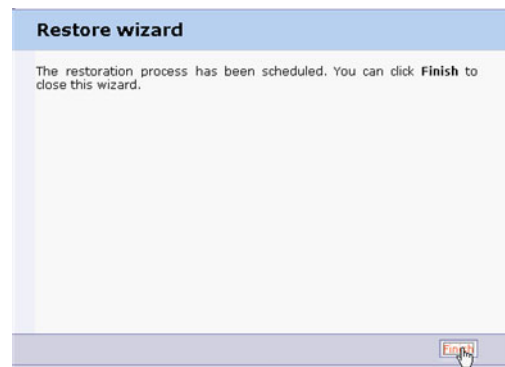 Restore wizard
The restoration process has been scheduled. You can click Finish to
close this wizard.
Finish